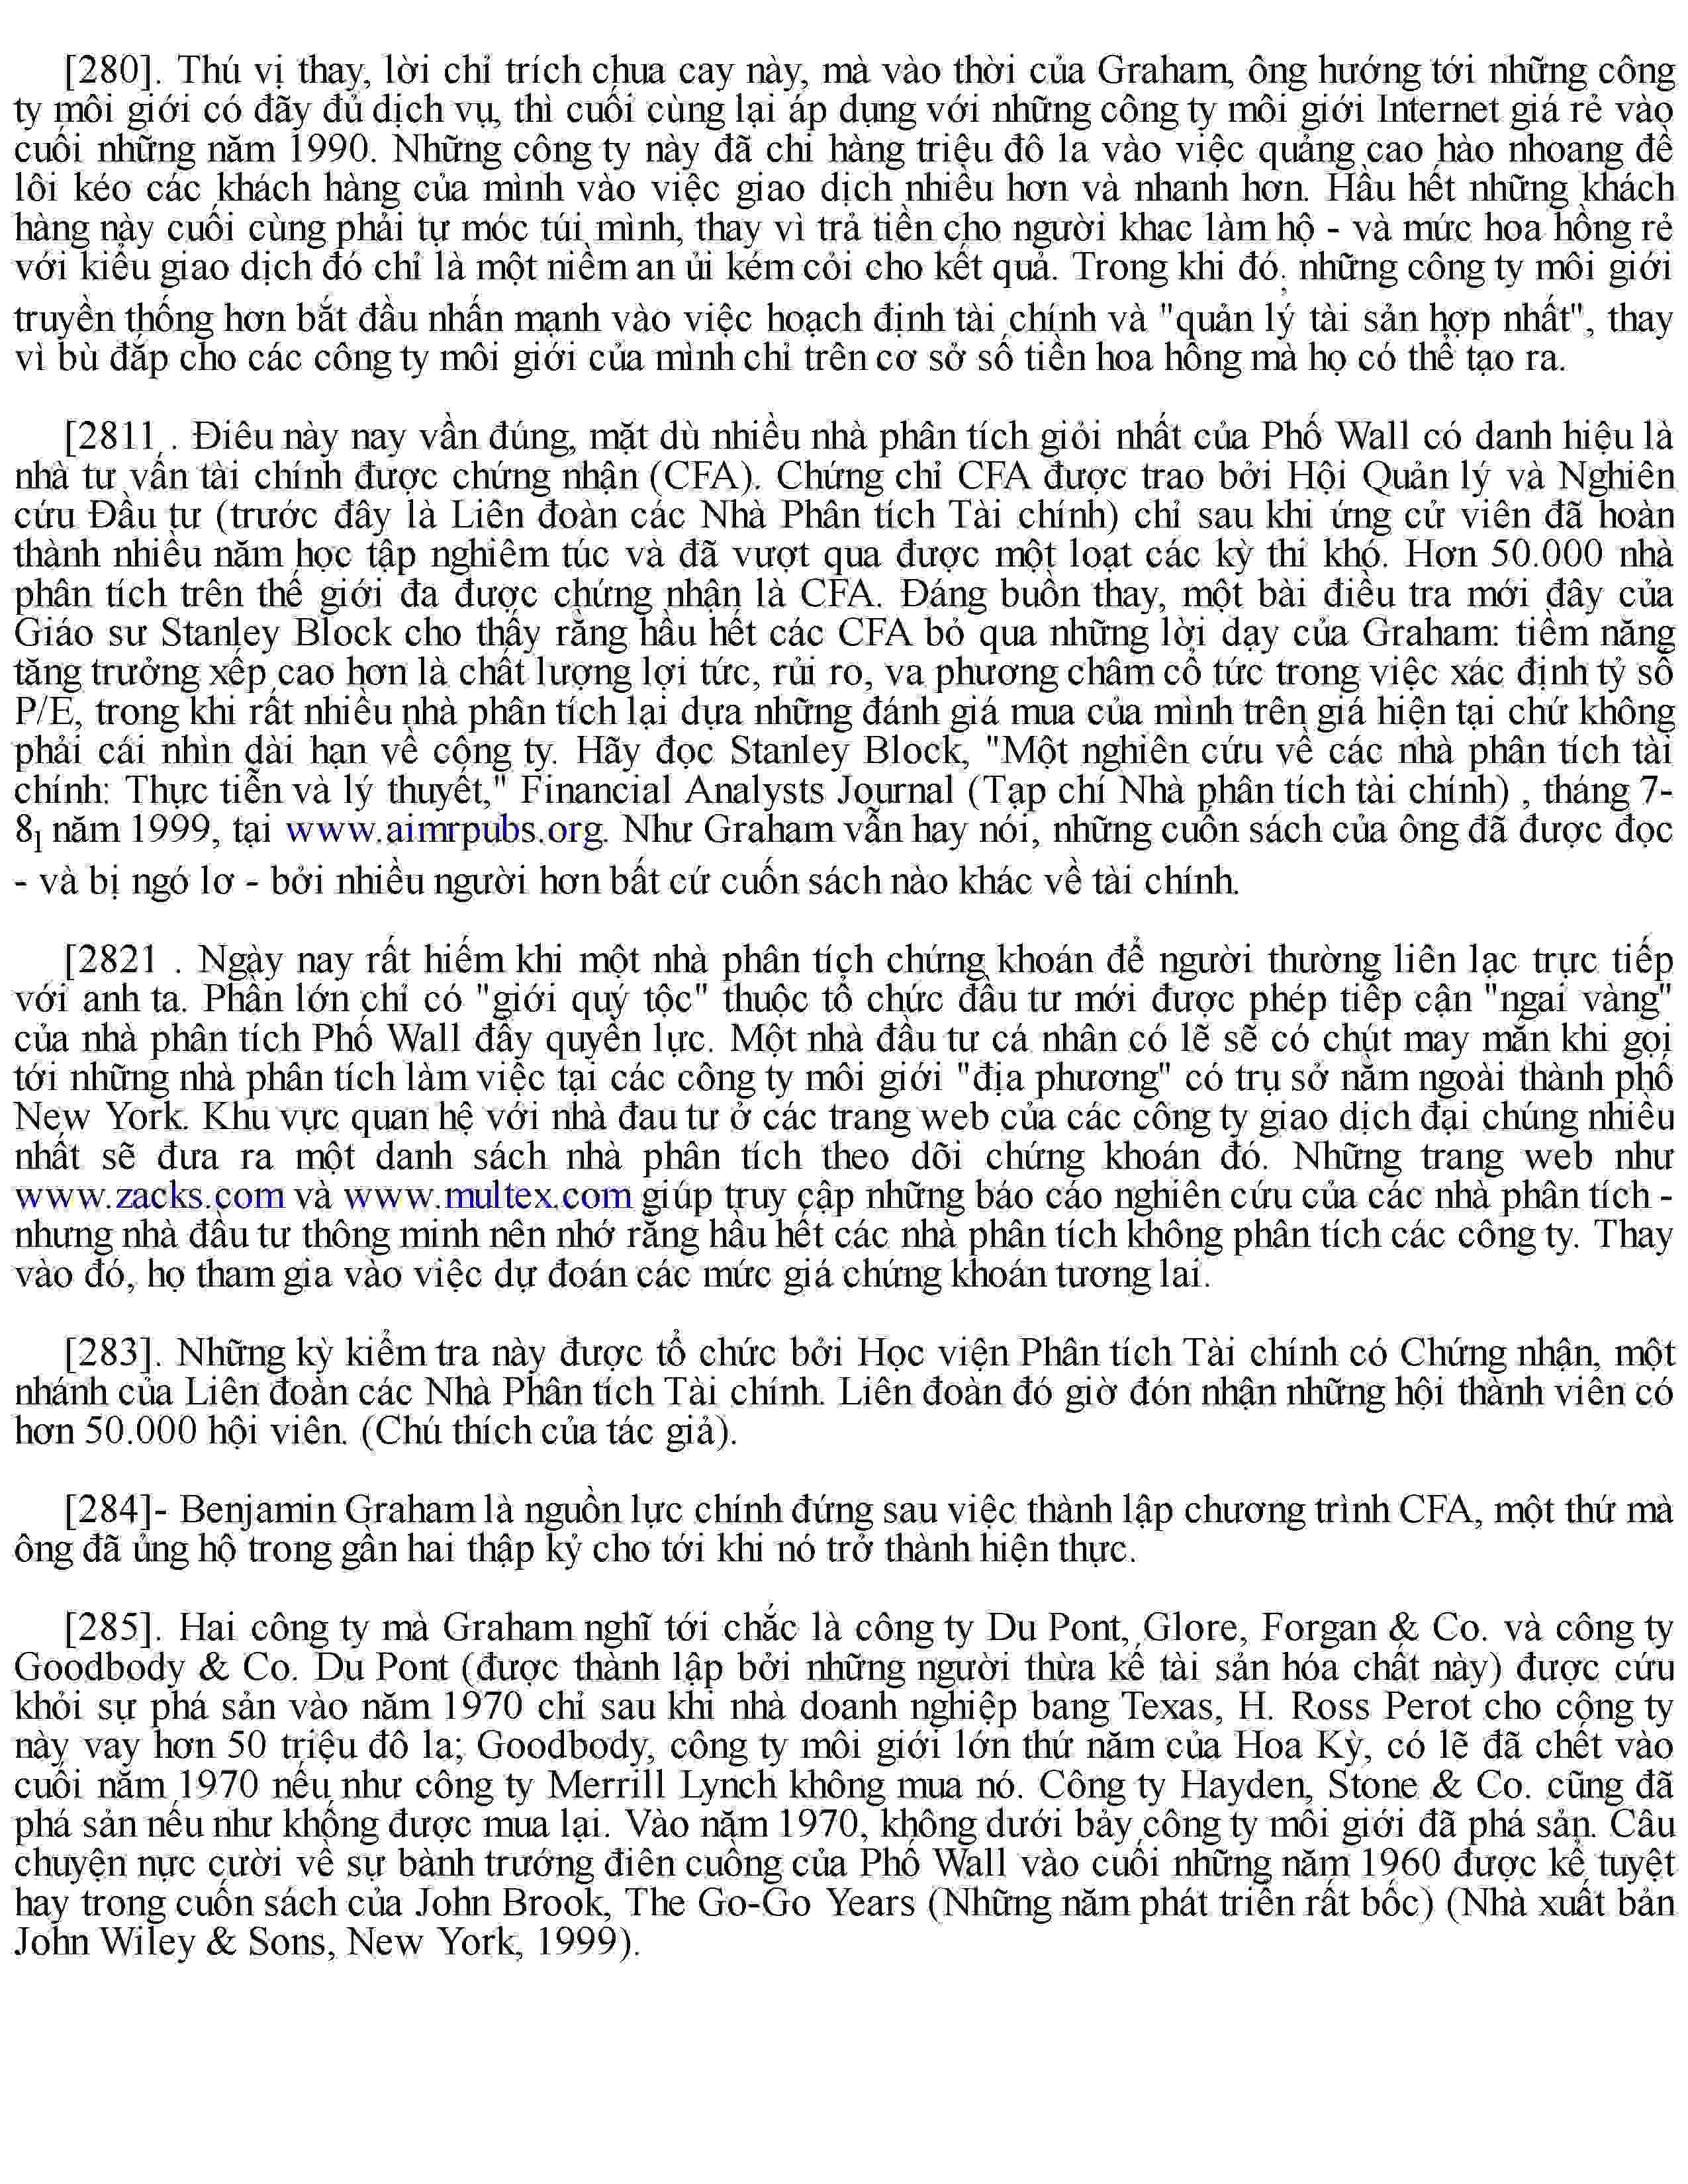 [280]. Thú vị thay, lời chỉ trích chua cay này, mà vào thời của Graham, ông hướng tới những công
ty môi giới có đãy đủ dịch vụ, thì cuối cùng lại áp dụng với những công ty môi giới Internet giá rẻ vào
cuối những năm 1990. Những công ty này đã chi hàng triệu đô la vào việc quảng cao hào nhoang để
lôi kéo các khách hàng của mình vào việc giao dịch nhiều hơn và nhanh hơn. Hầu hết những khách
hàng này cuối cùng phải tự móc túi mình, thay vì trả tiền cho người khac làm hộ - và mức hoa hồng rẻ
với kiểu giao dịch đó chỉ là một niềm an ủi kém cỏi cho kết quả. Trong khi đó, những công ty môi giới
truyền thống hơn bắt đầu nhấn mạnh vào việc hoạch định tài chính và "quản lý tài sản hợp nhất", thay
vì bù đắp cho các công ty môi giới của mình chỉ trên cơ sở số tiền hoa hồng mà họ có thể tạo ra.
[2811 . Điêu này nay vần đúng, mặt dù nhiều nhà phân tích giỏi nhất của Phố Wall có danh hiệu là
nhà tư vấn tài chính được chứng nhận (CFA). Chứng chỉ CFA được trao bởi Hội Quản lý và Nghiên
cứu Đầu tư (trước đây là Liên đoàn các Nhà Phân tích Tài chính) chỉ sau khi ứng cử viên đã hoàn
thành nhiều năm học tập nghiêm túc và đã vượt qua được một loạt các kỳ thi khó. Hơn 50.000 nhà
phân tích trên thế giới đa được chứng nhận là CFA. Đáng buồn thay, một bài điều tra mới đây của
Giáo sư Stanley Block cho thấy rằng hầu hết các CFA bỏ qua những lời dạy của Graham: tiềm năng
tăng trưởng xếp cao hơn là chất lượng lợi tức, rủi ro, va phương châm cổ tức trong việc xác định tỷ số
P/E, trong khi rất nhiều nhà phân tích lại dựa những đánh giá mua của mình trên giá hiện tại chứ không
phải cái nhìn dài hạn về công ty. Hãy đọc Stanley Block, "Một nghiên cứu về các nhà phân tích tài
chính: Thực tiễn và lý thuyết," Financial Analysts Journal (Tạp chí Nhà phân tích tài chính) , tháng 7-
8] năm 1999, tại www.aimrpubs.org. Như Graham vẫn hay nói, những cuốn sách của ông đã được đọc
- và bị ngó lơ - bởi nhiều người hơn bất cứ cuốn sách nào khác về tài chính.
[2821 . Ngày nay rất hiếm khi một nhà phân tích chứng khoán để người thường liên lạc trực tiếp
với anh ta. Phần lớn chỉ có "giới quý tộc" thuộc tổ chức đầu tư mới được phép tiếp cận "ngai vàng"
của nhà phân tích Phố Wall đầy quyền lực. Một nhà đầu tư cá nhân có lẽ sẽ có chút may mắn khi gọi
tới những nhà phân tích làm việc tại các công ty môi giới "địa phương" có trụ sở nằm ngoài thành phố
New York. Khu vực quan hệ với nhà đau tư ở các trang web của các công ty giao dịch đại chúng nhiều
nhất sẽ đưa ra một danh sách nhà phân tích theo dõi chứng khoán đó. Những trang web như
www.zacks.com và www.multex.com giúp truy cập những báo cáo nghiên cứu của các nhà phân tích -
nhưng nhà đầu tư thông minh nên nhớ rằng hầu hết các nhà phân tích không phân tích các công ty. Thay
vào đó, họ tham gia vào việc dự đoán các mức giá chứng khoán tương lai.
[283]. Những kỳ kiểm tra này được tổ chức bởi Học viện Phân tích Tài chính có Chứng nhận, một
nhánh của Liên đoàn các Nhà Phân tích Tài chính. Liên đoàn đó giờ đón nhận những hội thành viên có
hơn 50.000 hội viên. (Chú thích của tác giả).
[284]- Benjamin Graham là nguồn lực chính đứng sau việc thành lập chương trình CFA, một thứ mà
ông đã ủng hộ trong gần hai thập kỷ cho tới khi nó trở thành hiện thực.
[285]. Hai công ty mà Graham nghĩ tới chắc là công ty Du Pont, Glore, Forgan & Co. và công ty
Goodbody & Co. Du Pont (được thành lập bởi những người thừa kế tài sản hóa chất này) được cứu
khỏi sự phá sản vào năm 1970 chỉ sau khi nhà doanh nghiệp bang Texas, H. Ross Perot cho công ty
này vay hơn 50 triệu đô la; Goodbody, công ty môi giới lớn thứ năm của Hoa Kỳ, có lẽ đã chết vào
cuối năm 1970 nếu như công ty Merrill Lynch không mua nó. Công ty Hayden, Stone & Co. cũng đã
phá sản nếu như không được mua lại. Vào năm 1970, không dưới bảy công ty môi giới đã phá sản. Câu
chuyện nực cười về sự bành trướng điên cuồng của Phố Wall vào cuối những năm 1960 được kể tuyệt
hay trong cuốn sách của John Brook, The Go-Go Years (Những năm phát triển rất bốc) (Nhà xuất bản
John Wiley & Sons, New York, 1999).